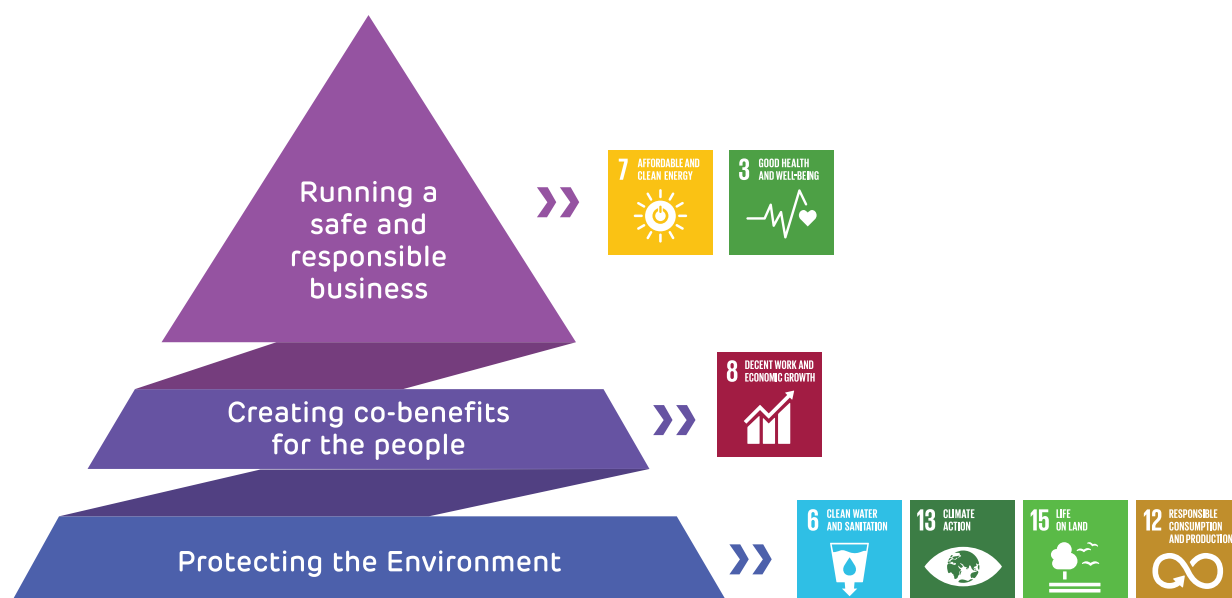 Running a
safe and
responsible
business
7 AFFORDABLE AND
CLEAN ENERGY
3 GOOD HEALTH
AND WELL-BEING
Creating co-benefits
for the people
8 DECENT WORK AND
ECONOMIC GROWTH
Protecting the Environment
6 CLEAN WATER
AND SANITATION
13 CLIMATE
ACTION
15 LIFE
ON LAND
12 RESPONSIBLE
CONSUMPTION
AND PRODUCTION